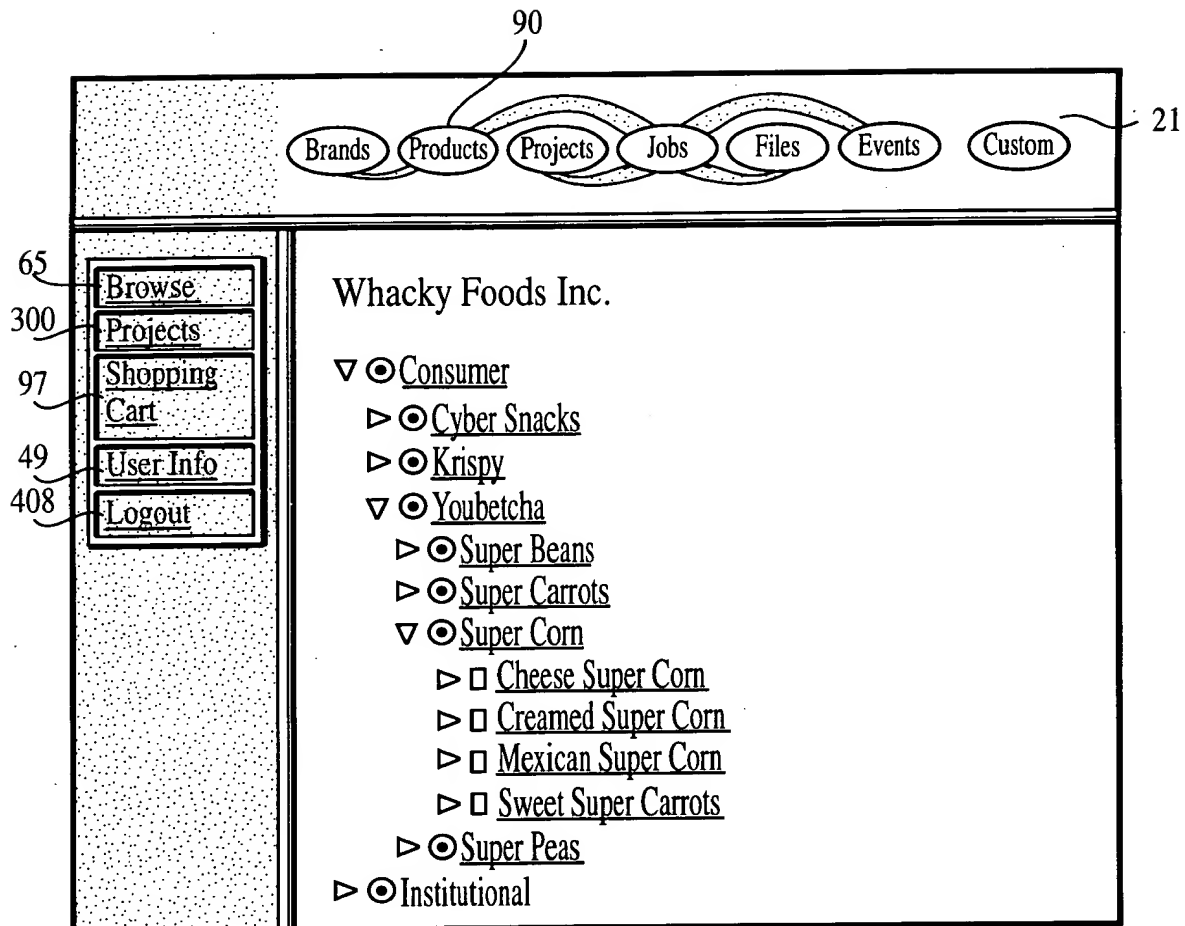 90
Brands Products Projects Jobs Files Events Custom
21
65
Browse
300
Projects
97
Shopping
Cart
49
User Info
408
Logout
Whacky Foods Inc.
Consumer
Cyber Snacks
Krispy
Youbetcha
Super Beans
Super Carrots
Super Corn
Cheese Super Corn
Creamed Super Corn
Mexican Super Corn
Sweet Super Carrots
Super Peas
Institutional